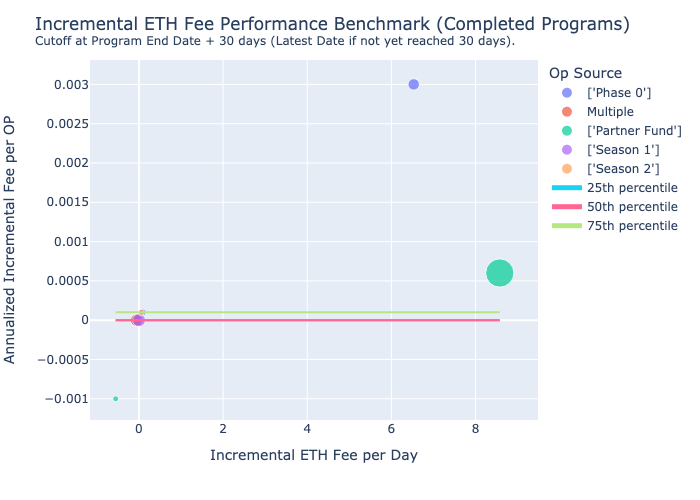 Incremental ETH Fee Performance Benchmark (Completed Programs)
Cutoff at Program End Date + 30 days (Latest Date if not yet reached 30 days).
Op Source
['Phase 0']
Multiple
['Partner Fund']
['Season 1']
['Season 2']
25th percentile
50th percentile
75th percentile
Annualized Incremental Fee per OP
0.003
0.0025
0.002
0.0015
0.001
0.0005
0
−0.0005
−0.001
0
2
4
6
8
Incremental ETH Fee per Day